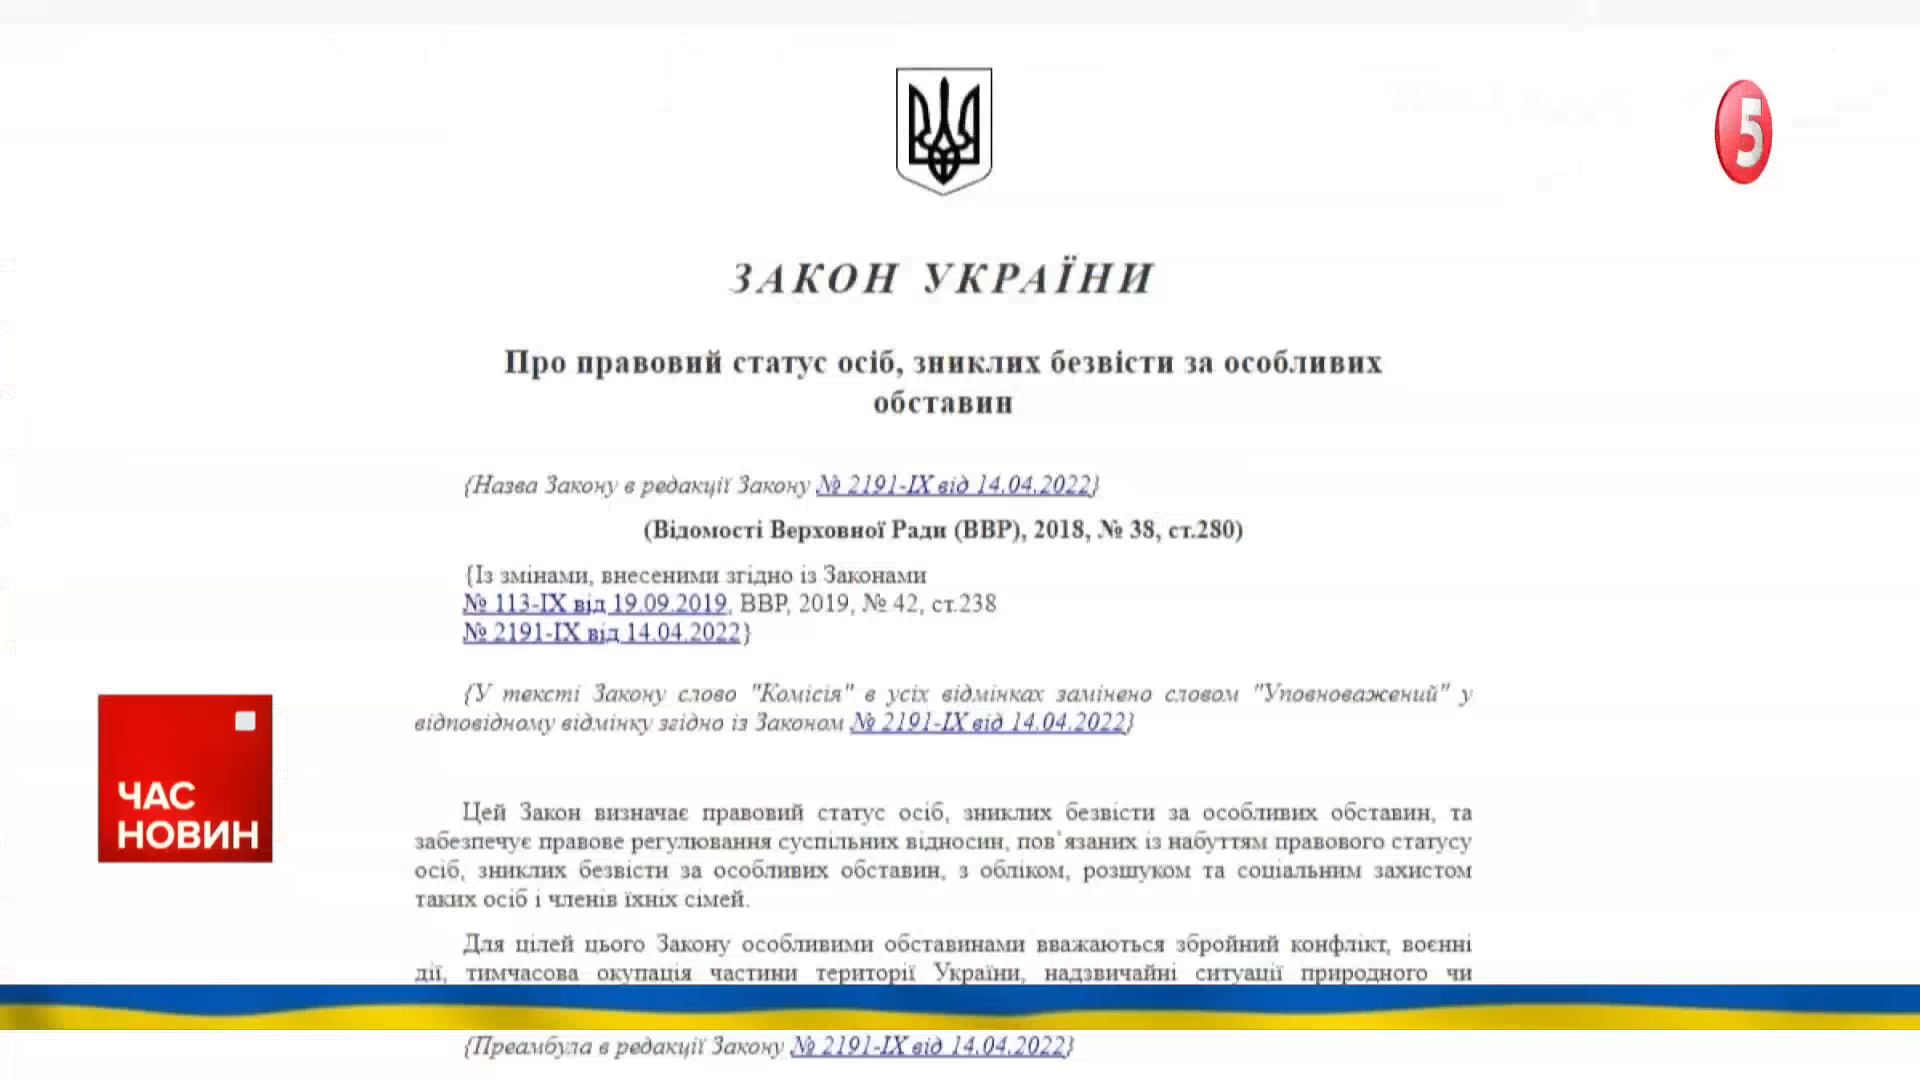 5
ЗАКОН УКРАЇНИ
Про правовий статус осіб, зниклих безвісти за особливих
обставин
{Назва Закону в редакції Закону № 2191-IX від 14.04.2022}
(Відомості Верховної Ради (ВВР), 2018, № 38, ст.280)
{Із змінами, внесеними згідно із Законами
№ 113-IX від 19.09.2019, ВВР, 2019, № 42, ст.238
№ 2191-IX від 14.04.2022}
{У тексті Закону слово "Комісія" в усіх відмінках замінено словом "Уповноважений" у
відповідному відмінку згідно із Законом № 2191-IX від 14.04.2022}
ЧАС
НОВИН
Цей Закон визначає правовий статус осіб, зниклих безвісти за особливих обставин, та
забезпечує правове регулювання суспільних відносин, пов`язаних із набуттям правового статусу
осіб, зниклих безвісти за особливих обставин, з обліком, розшуком та соціальним захистом
таких осіб і членів їхніх сімей.
Для цілей цього Закону особливими обставинами вважаються збройний конфлікт, воєнні
дії, тимчасова окупація частини території України, надзвичайні ситуації природного чи
{Преамбула в редакції Закону № 2191-IX від 14.04.2022}